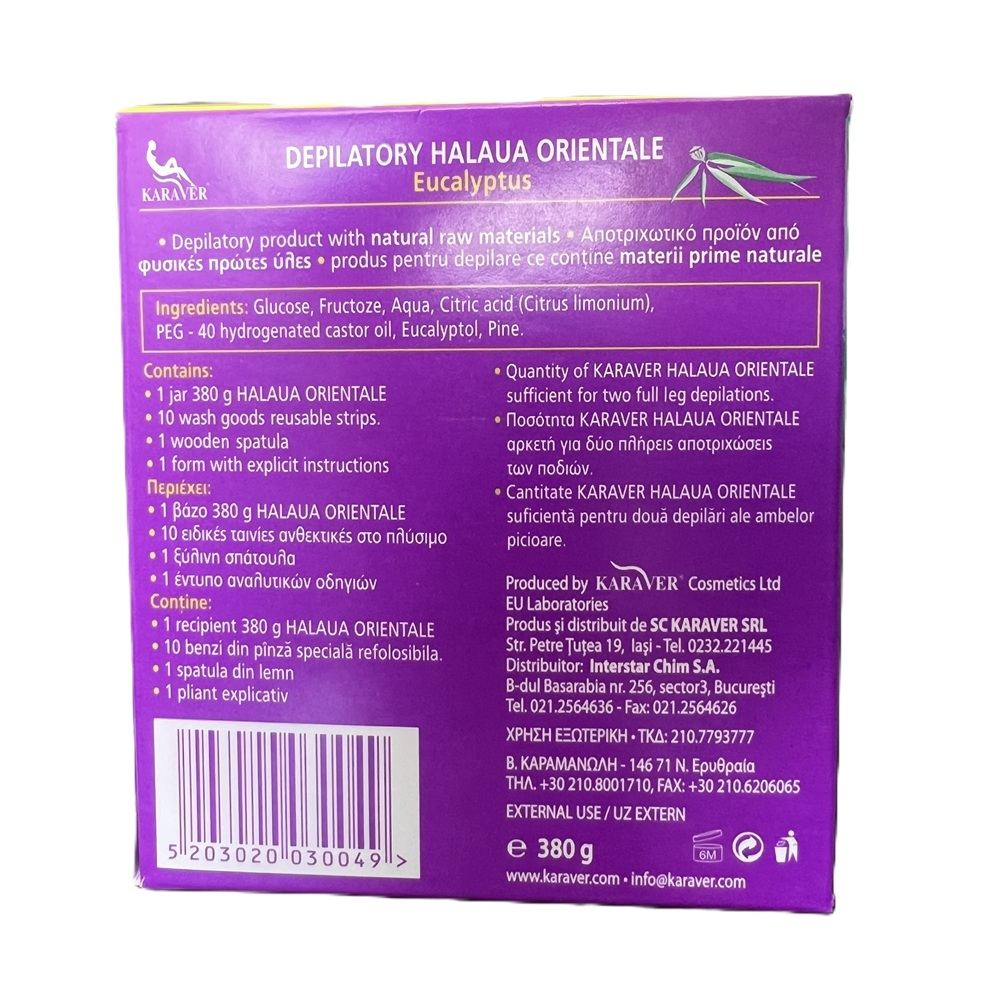 KARAVER®
DEPILATORY HALAUA ORIENTALE
Eucalyptus
• Depilatory product with natural raw materials • Αποτριχωτικό προϊόν από
φυσικές πρώτες ύλες • produs pentru depilare ce conține materii prime naturale
Ingredients: Glucose, Fructoze, Aqua, Citric acid (Citrus limonium),
PEG - 40 hydrogenated castor oil, Eucalyptol, Pine.
Contains:
• 1 jar 380 g HALAUA ORIENTALE
• 10 wash goods reusable strips.
• 1 wooden spatula
• 1 form with explicit instructions
Περιέχει:
• 1 βάζο 380 g HALAUA ORIENTALE
• 10 ειδικές ταινίες ανθεκτικές στο πλύσιμο
• 1 ξύλινη σπάτουλα
• 1 έντυπο αναλυτικών οδηγιών
Conține:
• 1 recipient 380 g HALAUA ORIENTALE
• 10 benzi din pînză specială refolosibila.
• 1 spatula din lemn
• 1 pliant explicativ
5 203020 030049 >
• Quantity of KARAVER HALAUA ORIENTALE
sufficient for two full leg depilations.
• Ποσότητα KARAVER HALAUA ORIENTALE
αρκετή για δύο πλήρεις αποτριχώσεις
των ποδιών.
• Cantitate KARAVER HALAUA ORIENTALE
suficientă pentru două depilări ale ambelor
picioare.
Produced by KARAVER® Cosmetics Ltd
EU Laboratories
Produs şi distribuit de SC KARAVER SRL
Str. Petre Ţuţea 19, Iaşi - Tel. 0232.221445
Distribuitor: Interstar Chim S.A.
B-dul Basarabia nr. 256, sector3, Bucureşti
Tel. 021.2564636 - Fax: 021.2564626
ΧΡΗΣΗ ΕΞΩΤΕΡΙΚΗ • ΤΚΔ: 210.7793777
Β. ΚΑΡΑΜΑΝΩΛΗ - 146 71 Ν. Ερυθραία
ΤΗΛ. +30 210.8001710, FAX: +30 210.6206065
EXTERNAL USE / UZ EXTERN
e 380 g
6M
www.karaver.com • info@karaver.com